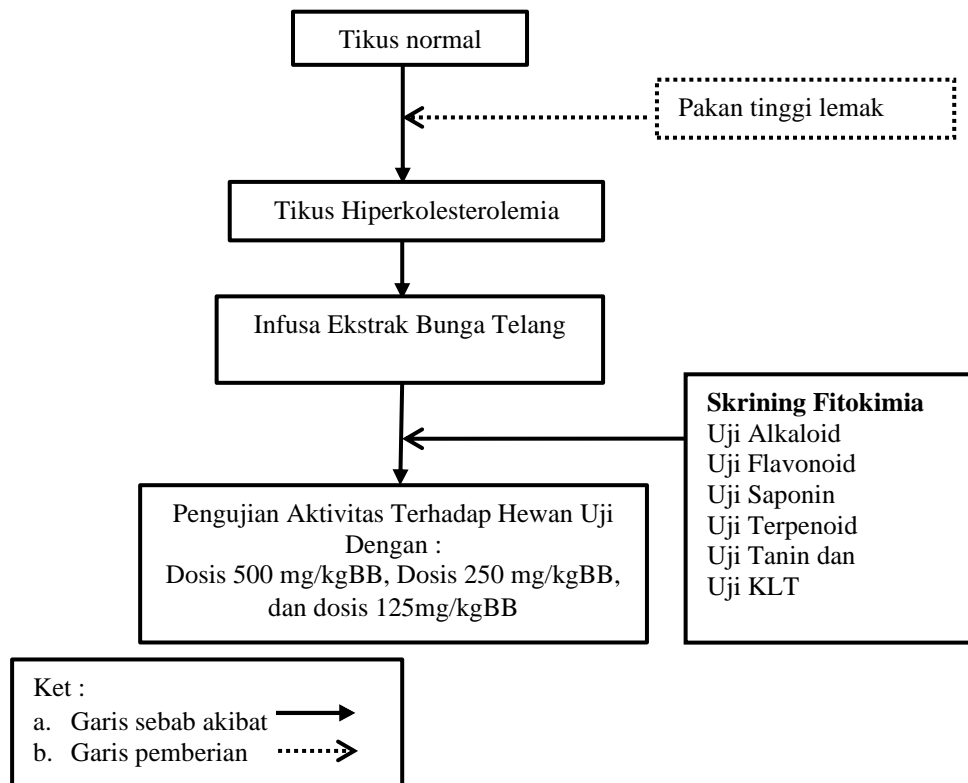 Tikus normal
Pakan tinggi lemak
Tikus Hiperkolesterolemia
Infusa Ekstrak Bunga Telang
Skrining Fitokimia
Uji Alkaloid
Uji Flavonoid
Uji Saponin
Uji Terpenoid
Uji Tanin dan
Uji KLT
Pengujian Aktivitas Terhadap Hewan Uji
Dengan :
Dosis 500 mg/kgBB, Dosis 250 mg/kgBB,
dan dosis 125mg/kgBB
Ket :
a. Garis sebab akibat
b. Garis pemberian